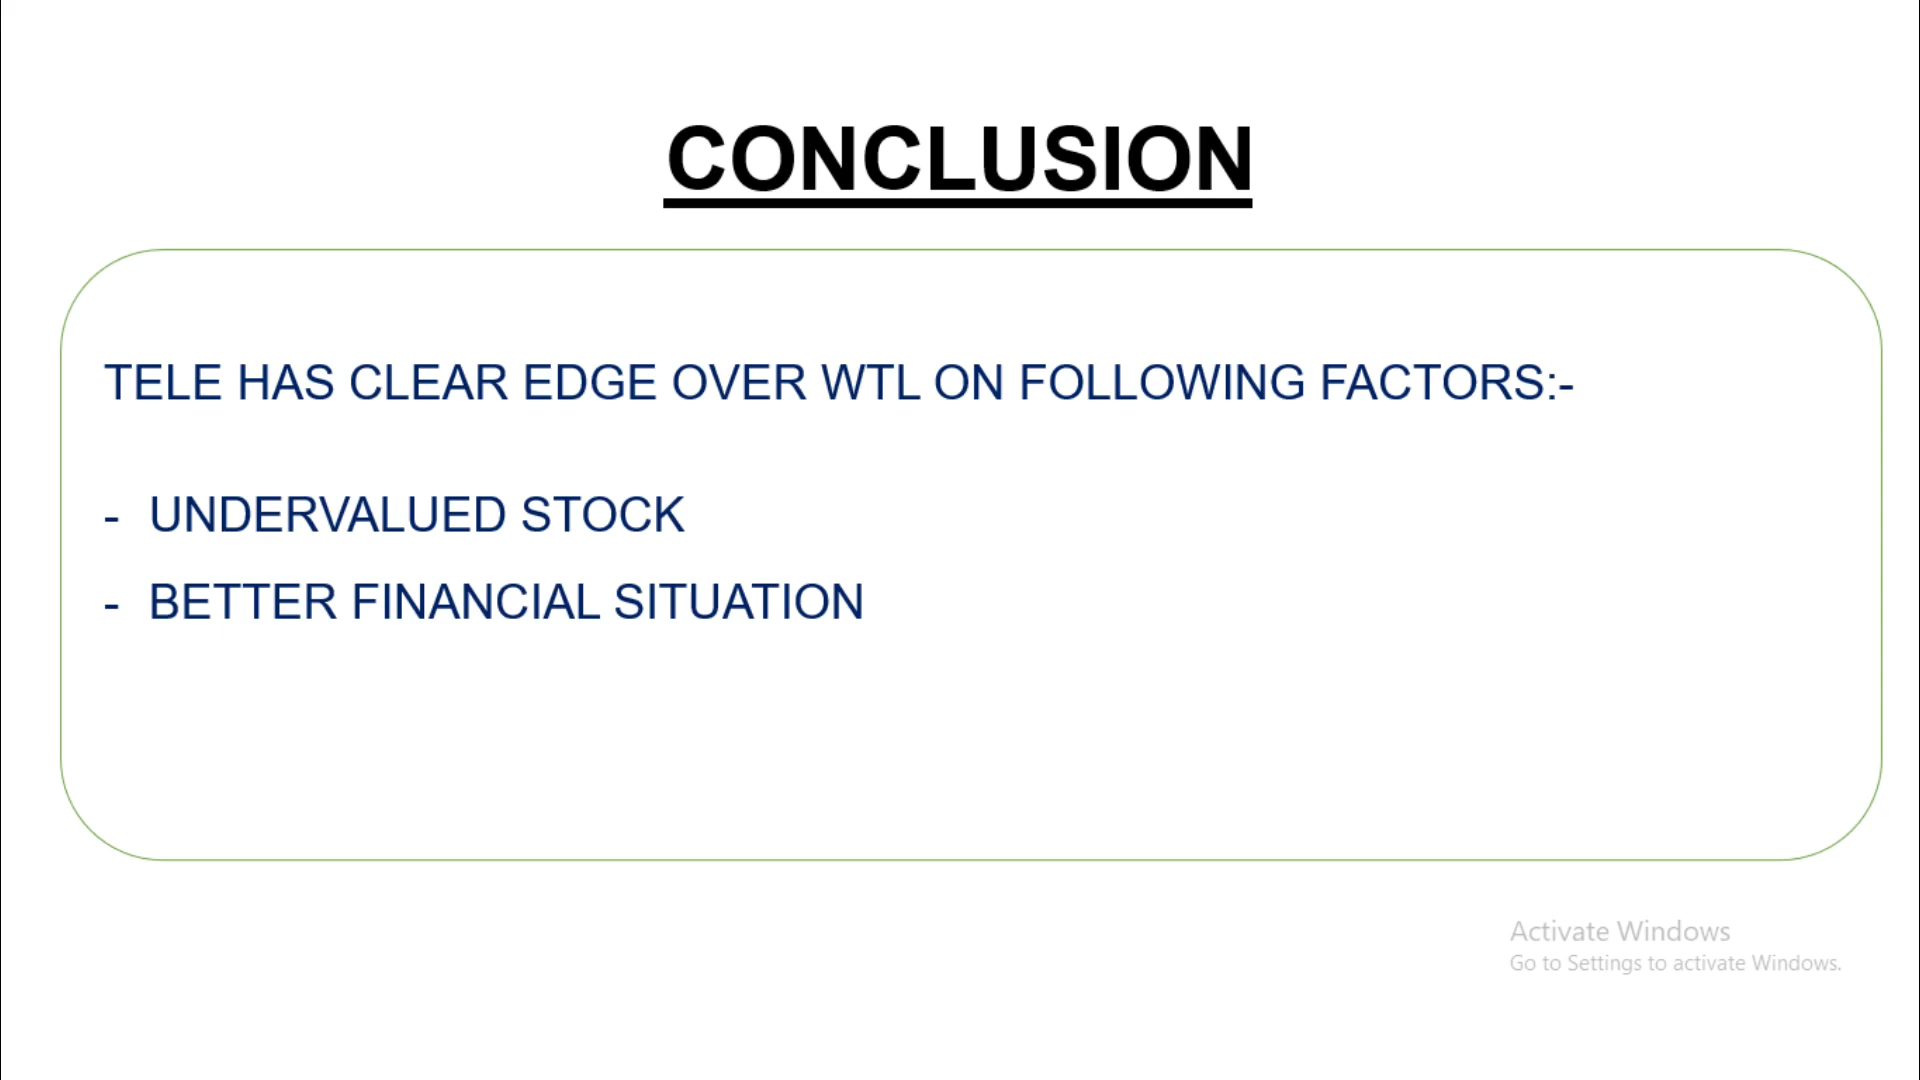 CONCLUSION
TELE HAS CLEAR EDGE OVER WTL ON FOLLOWING FACTORS:-
- UNDERVALUED STOCK
- BETTER FINANCIAL SITUATION
Activate Windows
Go to Settings to activate Windows.